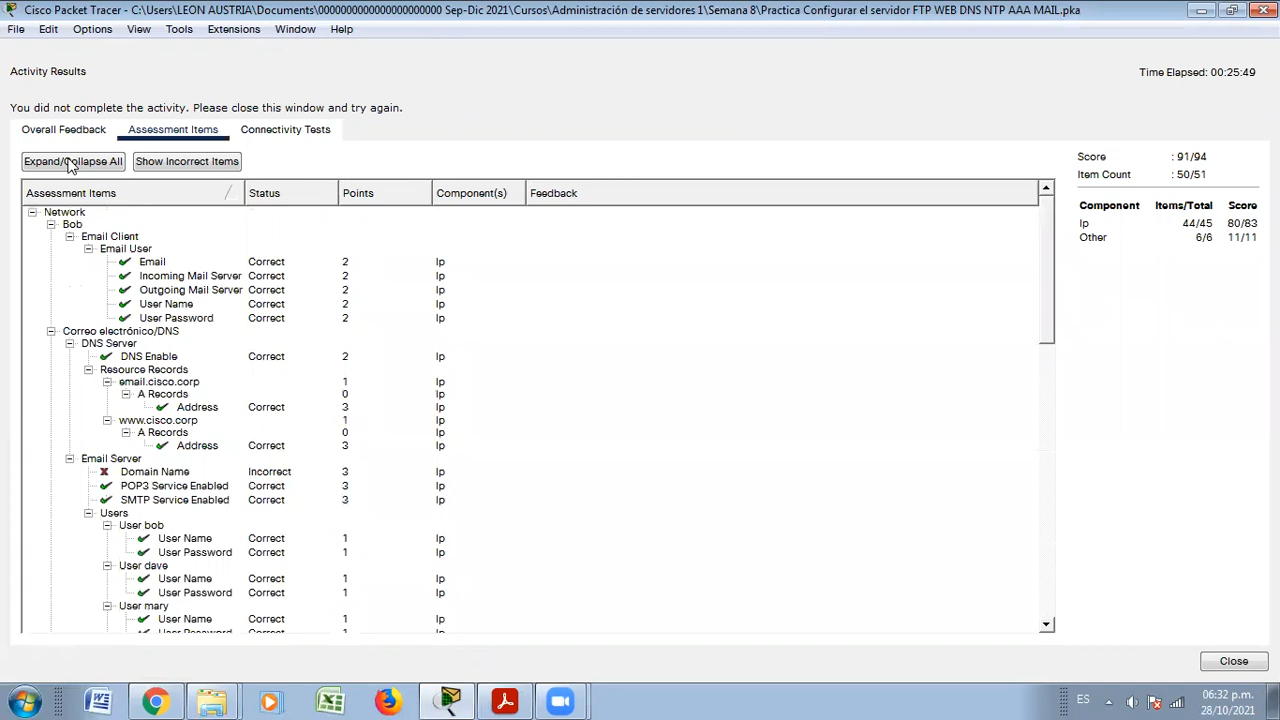 Cisco Packet Tracer - C:\Users\LEON AUSTRIA\Documents\000000000000000000 Sep-Dic 2021\Cursos\Administración de servidores 1\Semana 8\Practica Configurar el servidor FTP WEB DNS NTP AAA MAIL.pka
File Edit Options View Tools Extensions Window Help
Activity Results
Time Elapsed: 00:25:49
You did not complete the activity. Please close this window and try again.
Overall Feedback Assessment Items Connectivity Tests
Expand/Collapse All Show Incorrect Items
Score : 91/94
Item Count : 50/51
Component Items/Total Score
Ip 44/45 80/83
Other 6/6 11/11
Assessment Items Status Points Component(s) Feedback
Network
Bob
Email Client
Email User
Email Correct 2 Ip
Incoming Mail Server Correct 2 Ip
Outgoing Mail Server Correct 2 Ip
User Name Correct 2 Ip
User Password Correct 2 Ip
Correo electrónico/DNS
DNS Server
DNS Enable Correct 2 Ip
Resource Records
email.cisco.corp 1 Ip
A Records 0 Ip
Address Correct 3 Ip
www.cisco.corp 1 Ip
A Records 0 Ip
Address Correct 3 Ip
Email Server
Domain Name Incorrect 3 Ip
POP3 Service Enabled Correct 3 Ip
SMTP Service Enabled Correct 3 Ip
Users
User bob
User Name Correct 1 Ip
User Password Correct 1 Ip
User dave
User Name Correct 1 Ip
User Password Correct 1 Ip
User mary
User Name Correct 1 Ip
User Password Correct 1 Ip
Close
ES 06:32 p.m.
28/10/2021